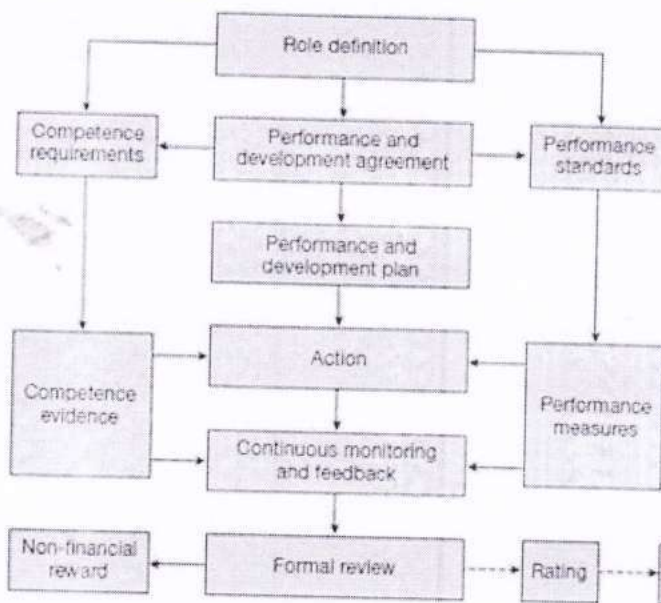 Role definition
Competence
requirements
Performance and
development agreement
Performance
standards
Performance and
development plan
Action
Competence
evidence
Performance
measures
Continuous monitoring
and feedback
Non-financial
reward
Formal review
Rating